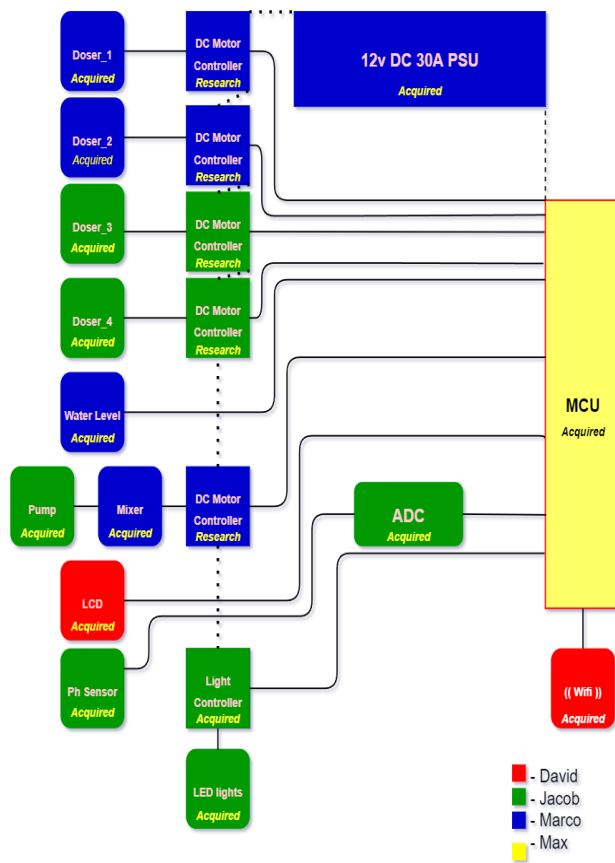 Doser_1
Acquired
DC Motor
Controller
Research
12v DC 30A PSU
Acquired
Doser_2
Acquired
DC Motor
Controller
Research
Doser_3
Acquired
DC Motor
Controller
Research
Doser_4
Acquired
DC Motor
Controller
Research
Water Level
Acquired
MCU
Acquired
Pump
Acquired
Mixer
Acquired
DC Motor
Controller
Research
ADC
Acquired
LCD
Acquired
Ph Sensor
Acquired
Light
Controller
Acquired
(( Wifi ))
Acquired
LED lights
Acquired
- David
- Jacob
- Marco
- Max